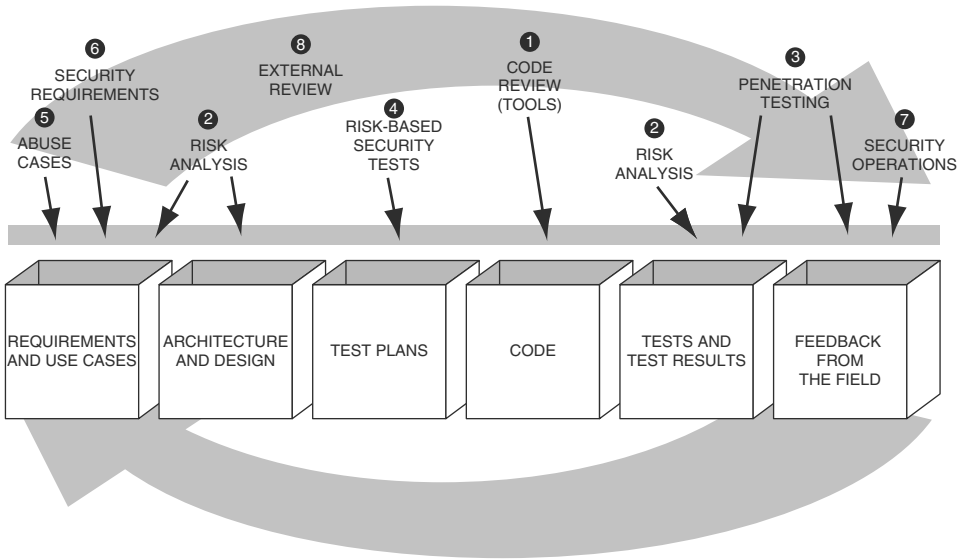 6
SECURITY
REQUIREMENTS
5
ABUSE
CASES
2
RISK
ANALYSIS
8
EXTERNAL
REVIEW
4
RISK-BASED
SECURITY
TESTS
1
CODE
REVIEW
(TOOLS)
2
RISK
ANALYSIS
3
PENETRATION
TESTING
7
SECURITY
OPERATIONS
REQUIREMENTS
AND USE CASES
ARCHITECTURE
AND DESIGN
TEST PLANS
CODE
TESTS AND
TEST RESULTS
FEEDBACK
FROM
THE FIELD